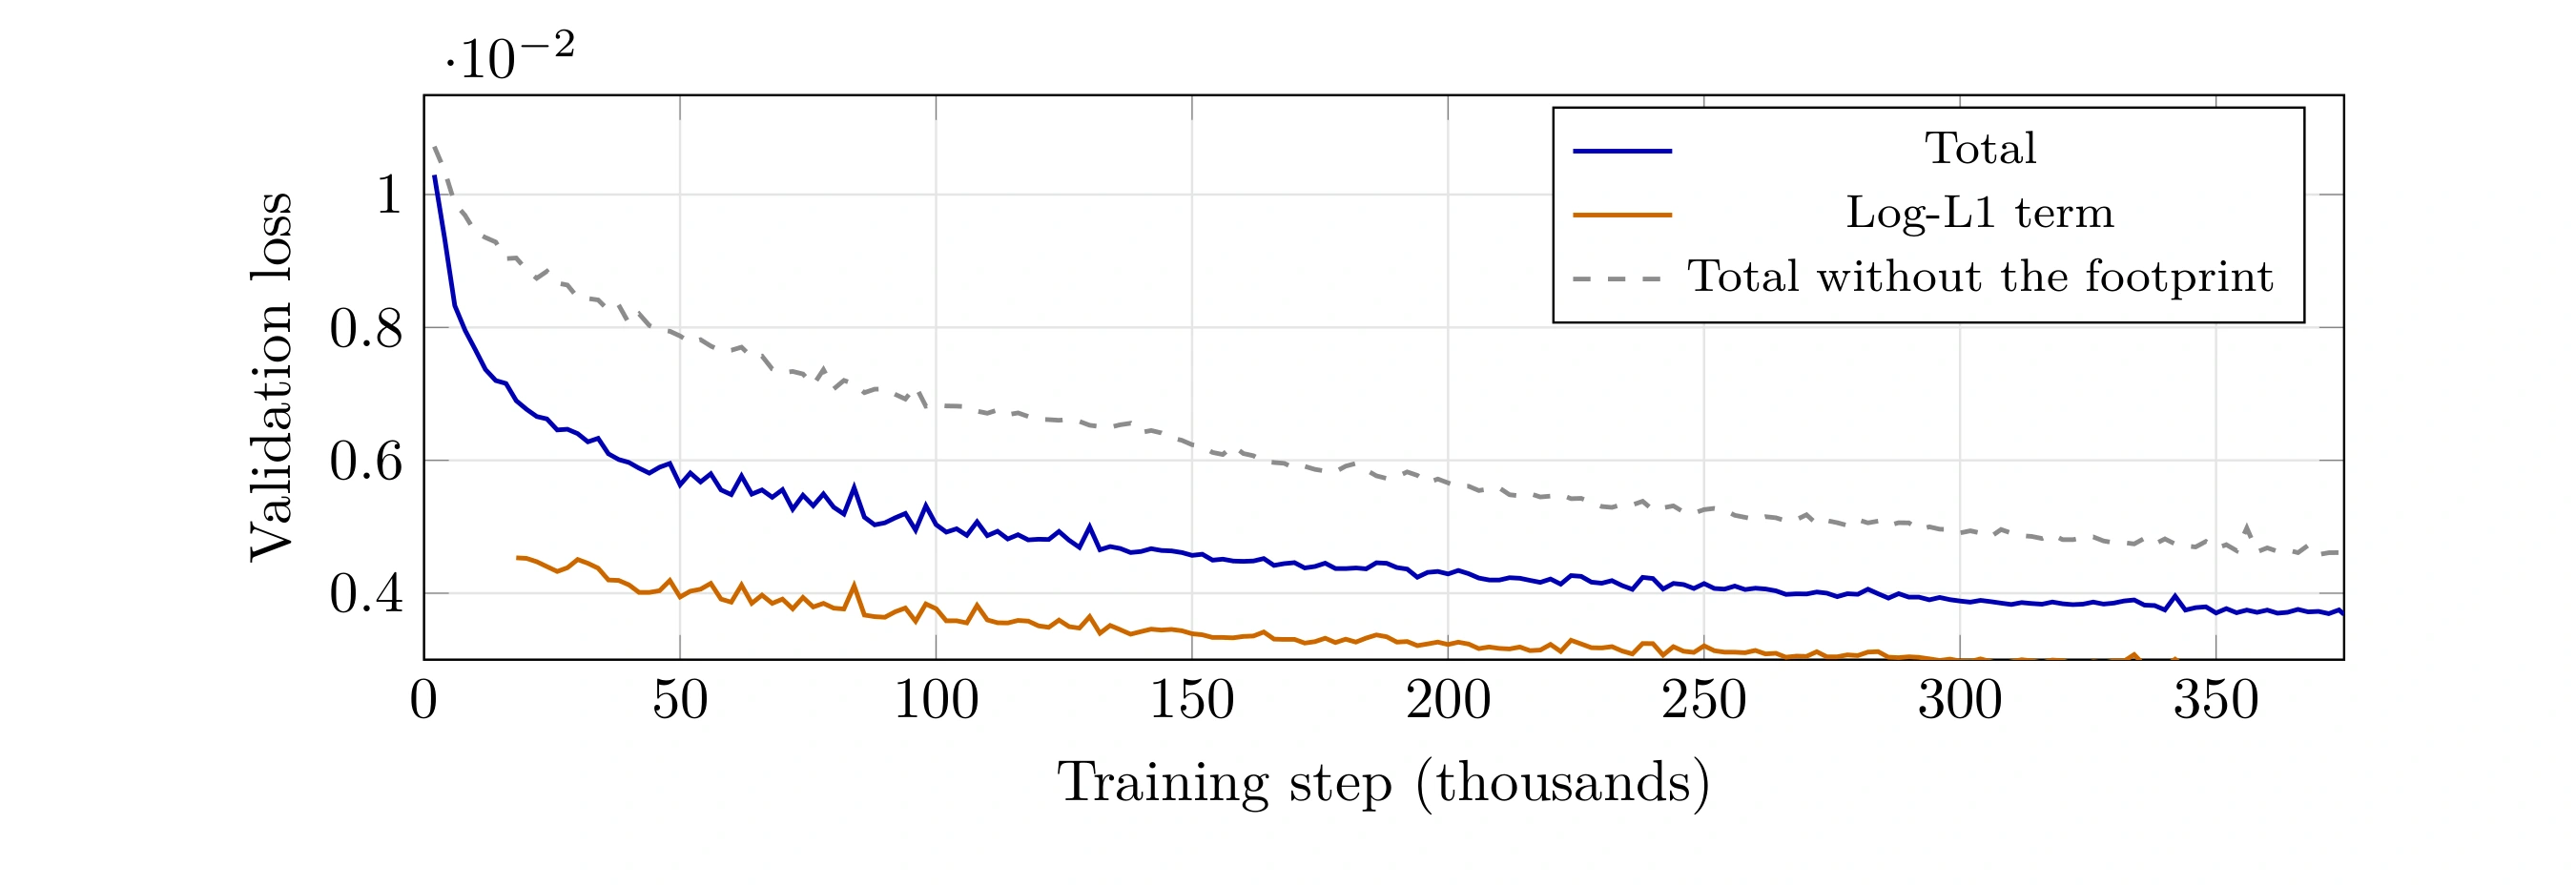 ·10⁻²
1
0.8
0.6
0.4
Validation loss
Total
Log-L1 term
Total without the footprint
0 50 100 150 200 250 300 350
Training step (thousands)